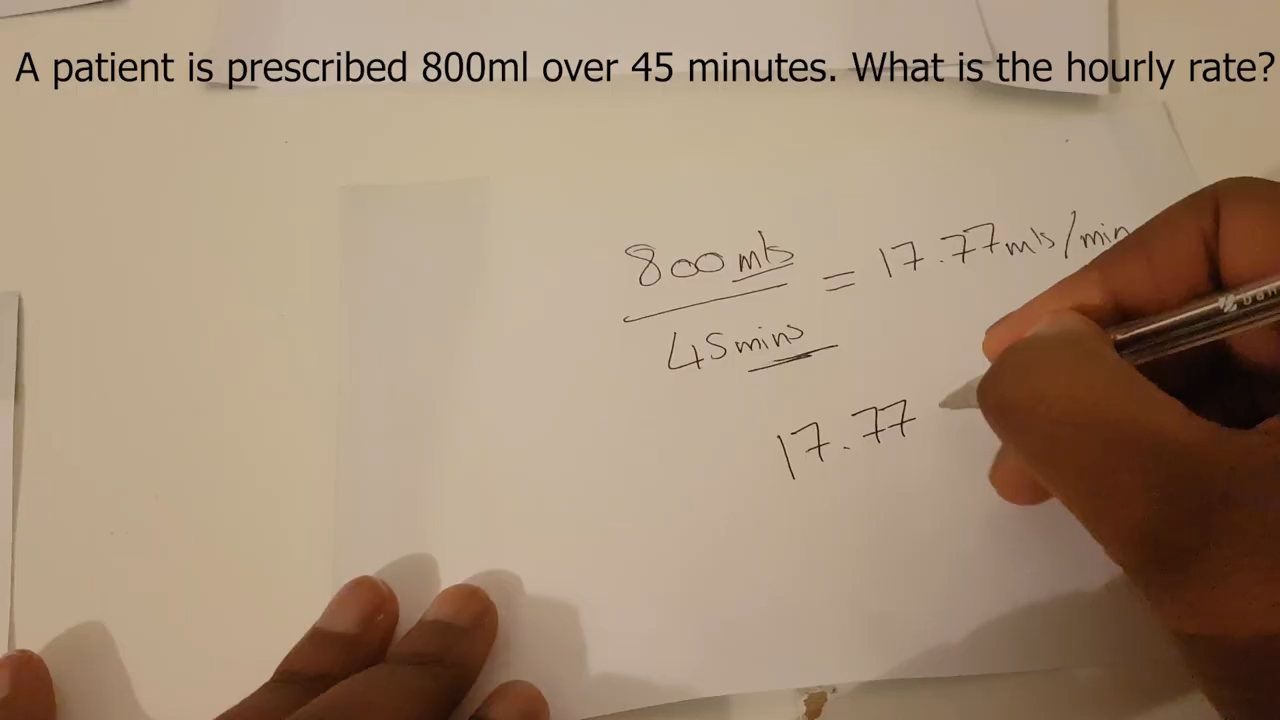 A patient is prescribed 800ml over 45 minutes. What is the hourly rate?
800mls
45mins
= 17.77mls/min
17.77